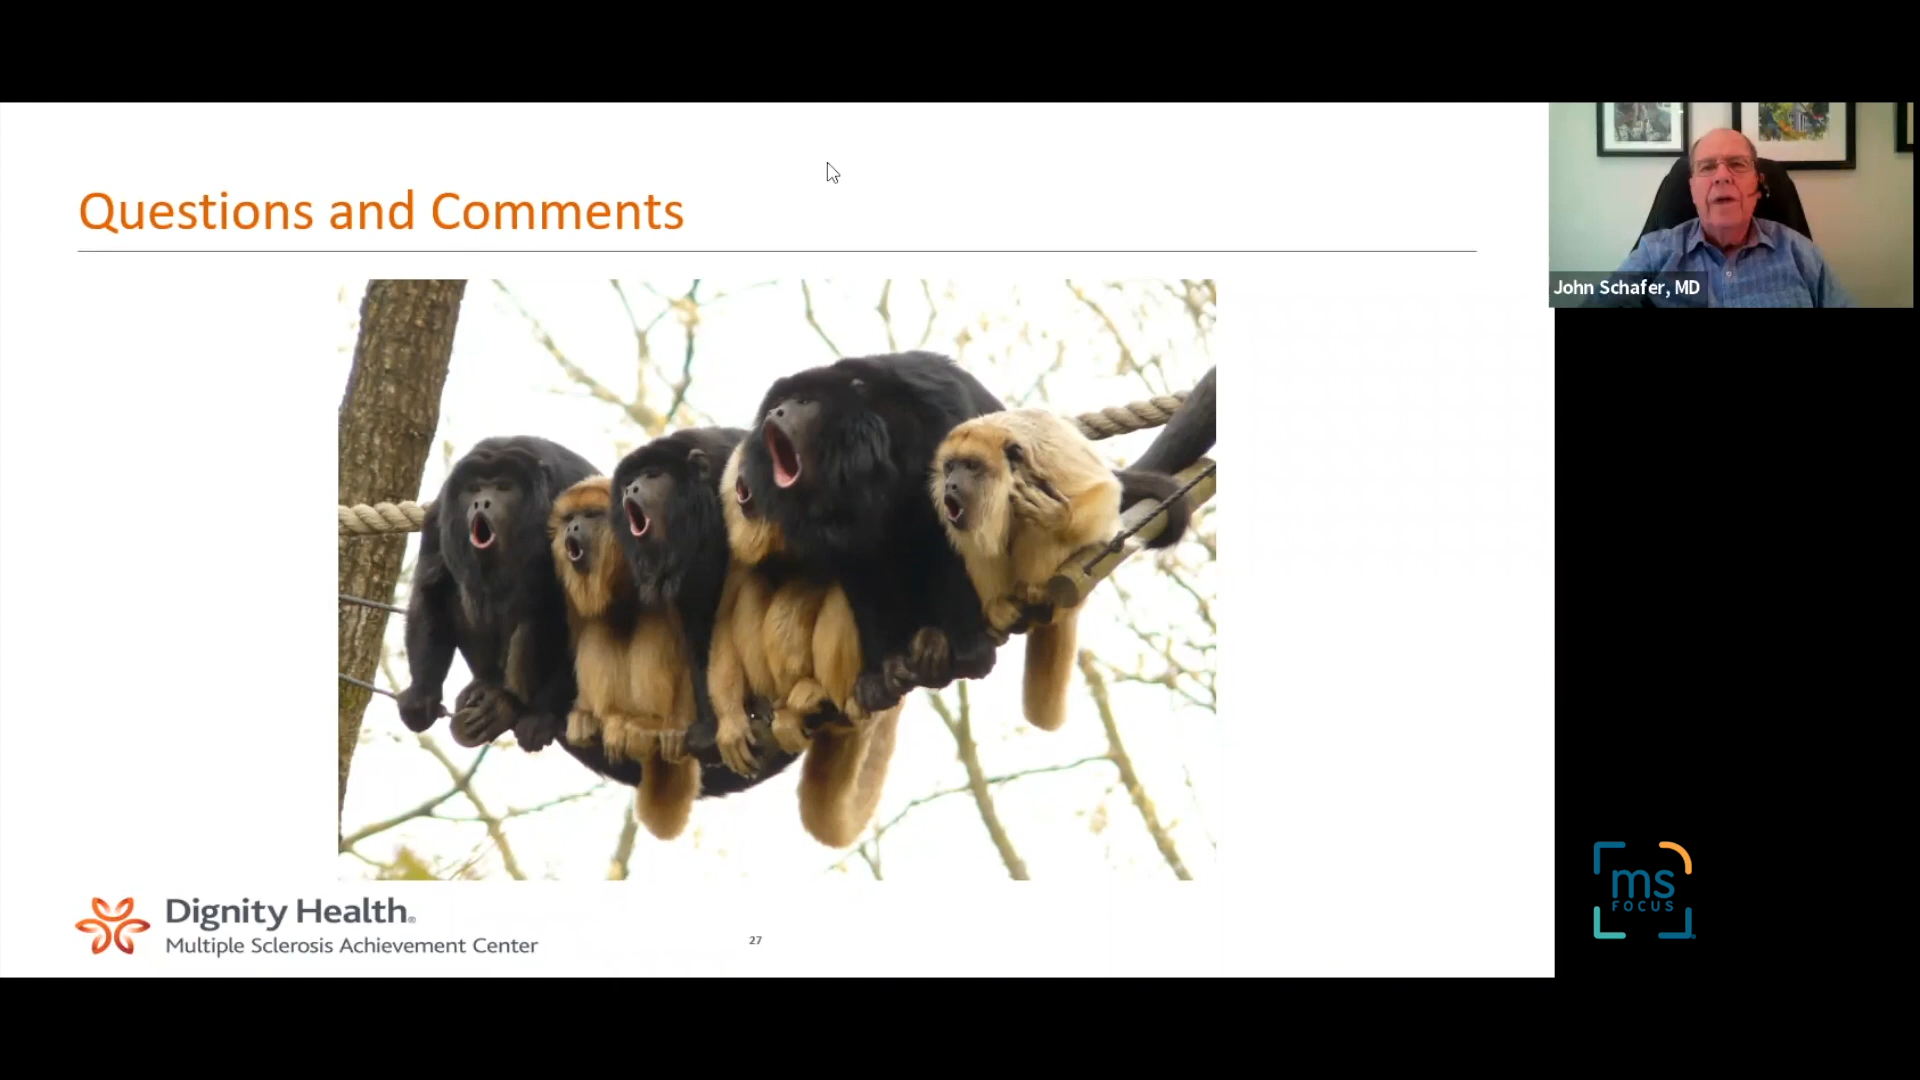 Questions and Comments
John Schafer, MD
Dignity Health®
Multiple Sclerosis Achievement Center
27
ms
FOCUS